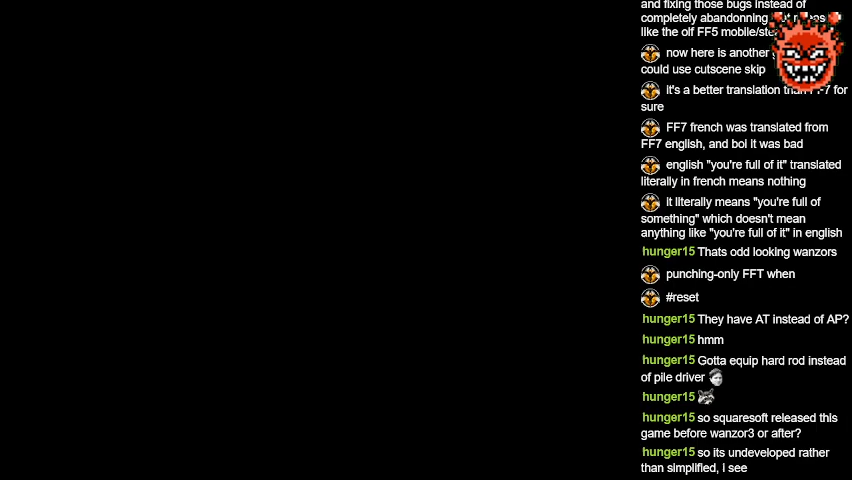 and fixing those bugs instead of
completely abandonning
like the olf FF5 mobile/ste
now here is another
could use cutscene skip
it's a better translation than FF7 for
sure
FF7 french was translated from
FF7 english, and boi it was bad
english "you're full of it" translated
literally in french means nothing
it literally means "you're full of
something" which doesn't mean
anything like "you're full of it" in english
hunger15 Thats odd looking wanzors
punching-only FFT when
#reset
hunger15 They have AT instead of AP?
hunger15 hmm
hunger15 Gotta equip hard rod instead
of pile driver
hunger15
hunger15 so squaresoft released this
game before wanzor3 or after?
hunger15 so its undeveloped rather
than simplified, i see